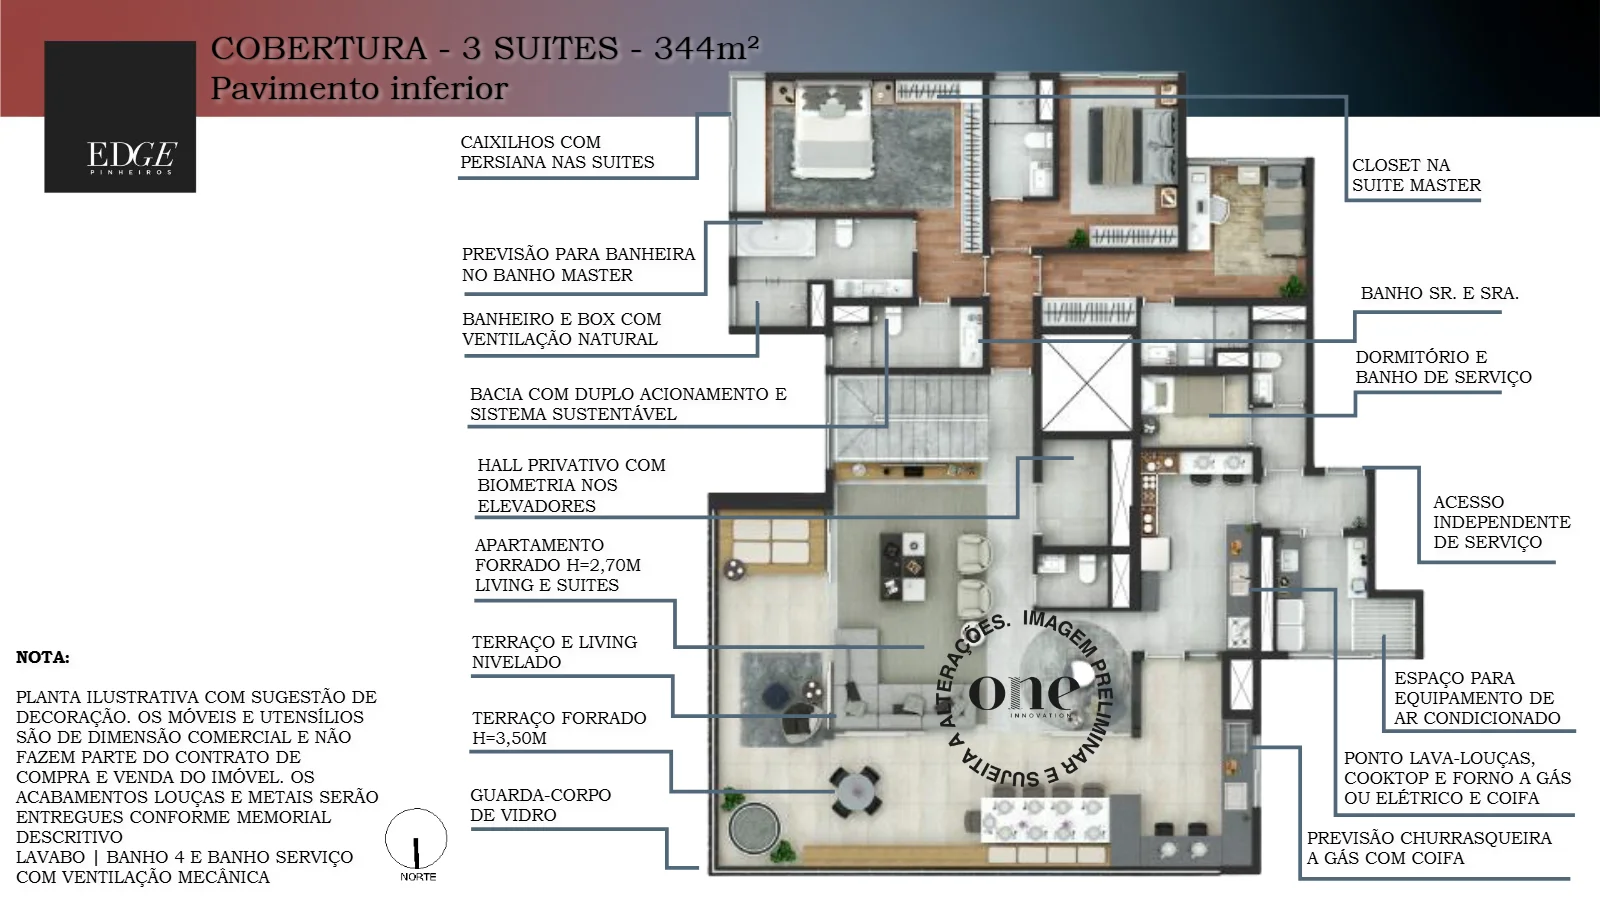 COBERTURA - 3 SUITES - 344m²
Pavimento inferior
EDGE
PINHEIROS
CAIXILHOS COM
PERSIANA NAS SUITES
PREVISÃO PARA BANHEIRA
NO BANHO MASTER
BANHEIRO E BOX COM
VENTILAÇÃO NATURAL
BACIA COM DUPLO ACIONAMENTO E
SISTEMA SUSTENTÁVEL
HALL PRIVATIVO COM
BIOMETRIA NOS
ELEVADORES
APARTAMENTO
FORRADO H=2,70M
LIVING E SUITES
TERRAÇO E LIVING
NIVELADO
TERRAÇO FORRADO
H=3,50M
GUARDA-CORPO
DE VIDRO
CLOSET NA
SUITE MASTER
BANHO SR. E SRA.
DORMITÓRIO E
BANHO DE SERVIÇO
ACESSO
INDEPENDENTE
DE SERVIÇO
ESPAÇO PARA
EQUIPAMENTO DE
AR CONDICIONADO
PONTO LAVA-LOUÇAS,
COOKTOP E FORNO A GÁS
OU ELÉTRICO E COIFA
PREVISÃO CHURRASQUEIRA
A GÁS COM COIFA
IMAGEM PRELIMINAR E SUJEITA A ALTERAÇÕES.
one
INNOVATION
NOTA:
PLANTA ILUSTRATIVA COM SUGESTÃO DE
DECORAÇÃO. OS MÓVEIS E UTENSÍLIOS
SÃO DE DIMENSÃO COMERCIAL E NÃO
FAZEM PARTE DO CONTRATO DE
COMPRA E VENDA DO IMÓVEL. OS
ACABAMENTOS LOUÇAS E METAIS SERÃO
ENTREGUES CONFORME MEMORIAL
DESCRITIVO
LAVABO | BANHO 4 E BANHO SERVIÇO
COM VENTILAÇÃO MECÂNICA
NORTE